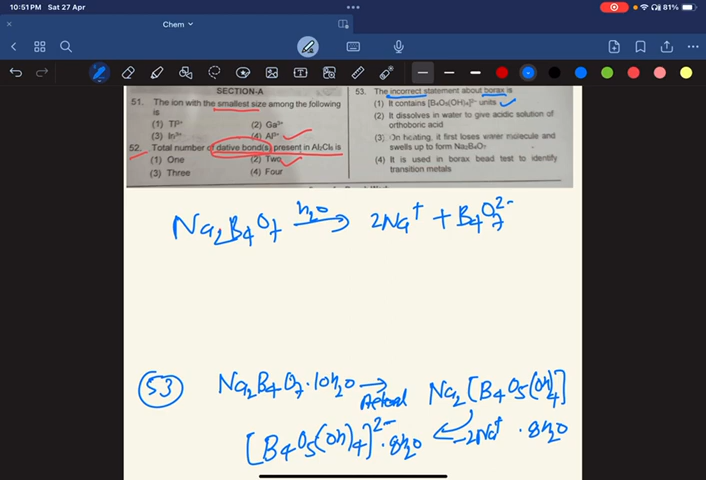 10:51 PM Sat 27 Apr
81%
Chem
SECTION-A
51. The ion with the smallest size among the following is
(1) Tl³⁺ (2) Ga³⁺
(3) In³⁺ (4) Al³⁺
52. Total number of dative bond(s) present in Al₂Cl₆ is
(1) One (2) Two
(3) Three (4) Four
53. The incorrect statement about borax is
(1) It contains [B₄O₅(OH)₄]²⁻ units
(2) It dissolves in water to give acidic solution of orthoboric acid
(3) On heating, it first loses water molecule and swells up to form Na₂B₄O₇
(4) It is used in borax bead test to identify transition metals
Na₂B₄O₇ H₂O→ 2Na⁺ + B₄O₇²⁻
53 Na₂B₄O₇·10H₂O → Actual Na₂[B₄O₅(OH)₄]
·8H₂O
[B₄O₅(OH)₄]²⁻·8H₂O ← -2Na⁺